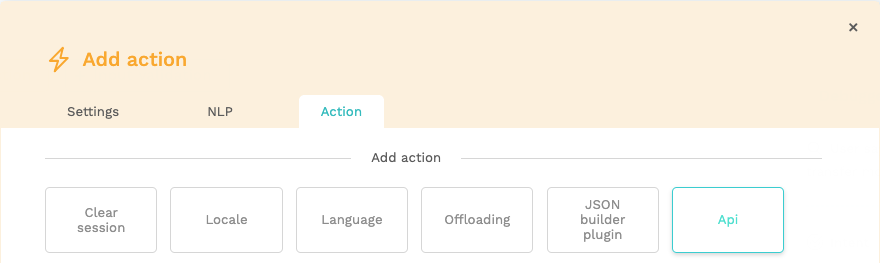 ×
Add action
Settings NLP Action
Add action
Clear
session
Locale
Language
Offloading
JSON
builder
plugin
Api